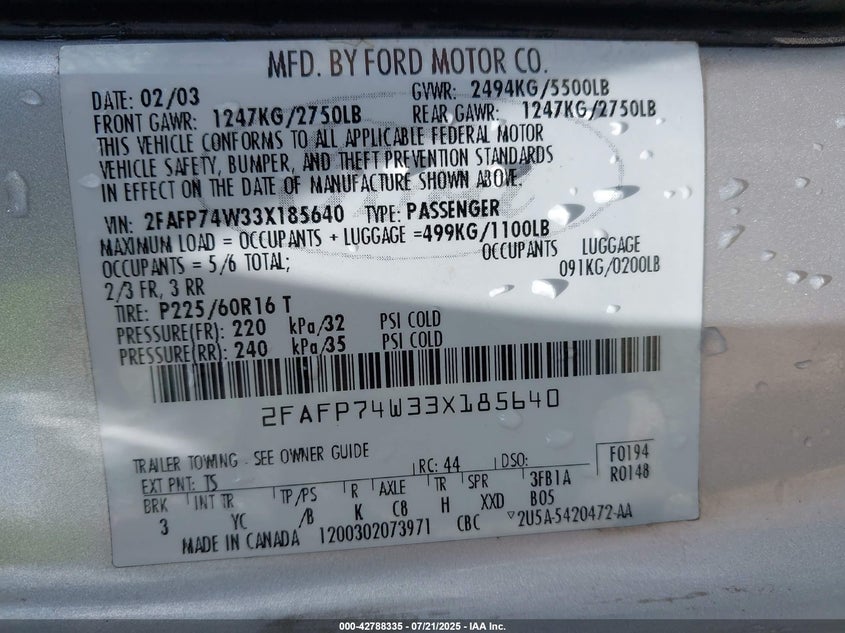 MFD. BY FORD MOTOR CO.
DATE: 02/03 GVWR: 2494KG/5500LB
FRONT GAWR: 1247KG/2750LB REAR GAWR: 1247KG/2750LB
THIS VEHICLE CONFORMS TO ALL APPLICABLE FEDERAL MOTOR
VEHICLE SAFETY, BUMPER, AND THEFT PREVENTION STANDARDS
IN EFFECT ON THE DATE OF MANUFACTURE SHOWN ABOVE.
VIN: 2FAFP74W33X185640 TYPE: PASSENGER
MAXIMUM LOAD = OCCUPANTS + LUGGAGE =499KG/1100LB
OCCUPANTS = 5/6 TOTAL; OCCUPANTS LUGGAGE
2/3 FR, 3 RR 091KG/0200LB
TIRE: P225/60R16 T
PRESSURE(FR): 220 kPa/32 PSI COLD
PRESSURE(RR): 240 kPa/35 PSI COLD
2FAFP74W33X185640
TRAILER TOWING - SEE OWNER GUIDE
EXT PNT: TS RC: 44 DSO: F0194
BRK INT TR TP/PS R AXLE TR SPR 3FB1A R0148
3 YC /B K C8 H XXD B05
MADE IN CANADA 1200302073971 CBC 2U5A-5420472-AA
000-42788335 - 07/21/2025 - IAA Inc.